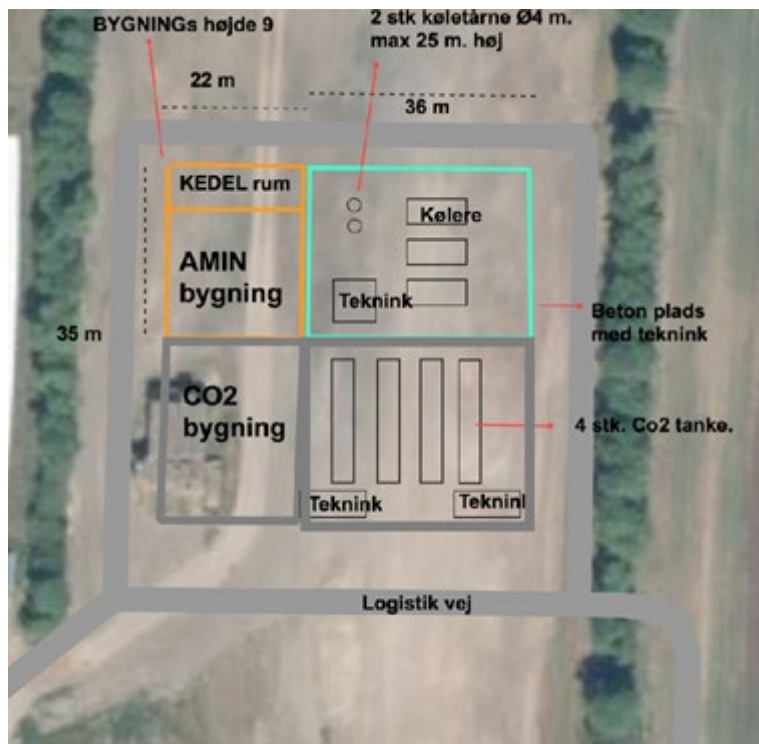 BYGNINGs højde 9
2 stk køletårne Ø4 m.
max 25 m. høj
22 m
36 m
KEDEL rum
Kølere
AMIN
bygning
Teknink
Beton plads
med teknink
35 m
CO2
bygning
4 stk. Co2 tanke.
Teknink
Tekninl
Logistik vej